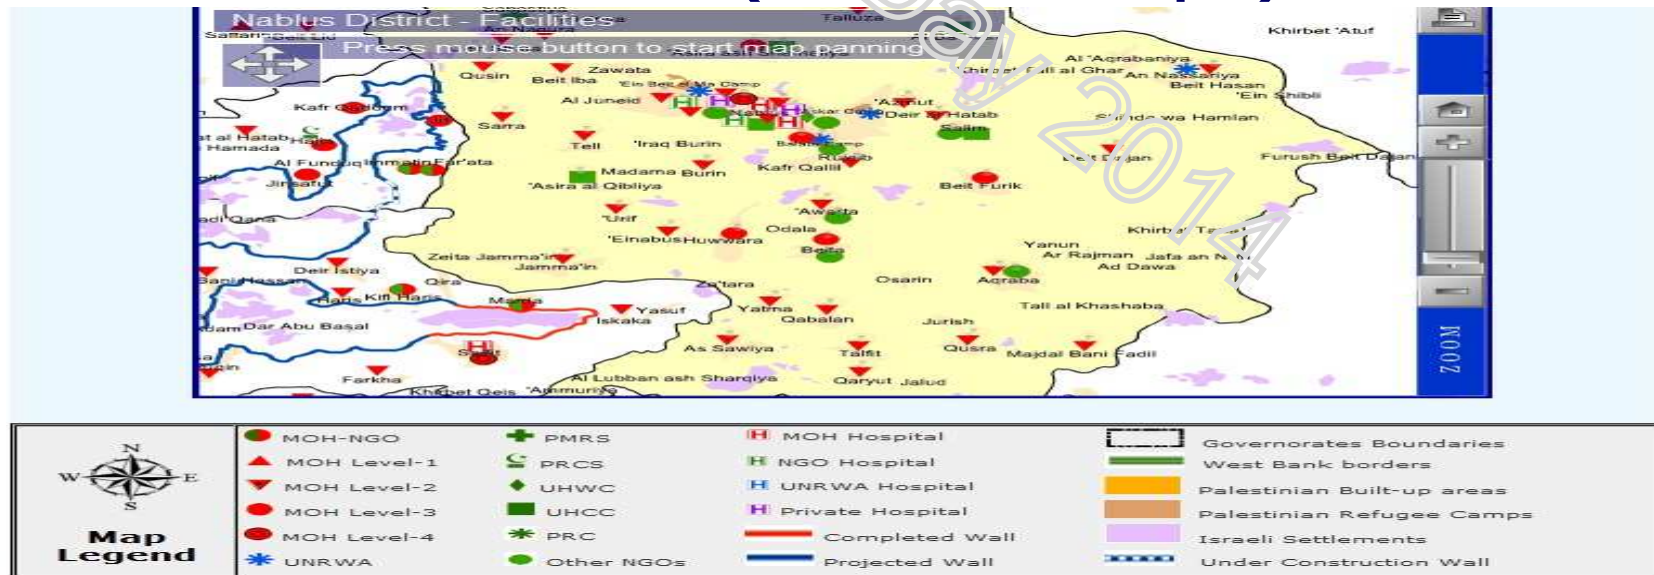 Talluza
Nablus District - Facilities
Press mouse button to start map panning
Khirbet 'Atuf
Al 'Aqrabaniya
An Nassariya
Beit Hasan
'Ein Shibli
Qusin
Zawata
Beit Iba
Al Juneid
'Azmut
Deir al Hatab
Kafr Qaddum
Sarra
Salim
Hamada
Tell
'Iraq Burin
Beit Dajan
Furush Beit Dajan
Al Funduq
Immatin
Far'ata
Kafr Qallil
Rujeib
Madama
Burin
Jinsafut
'Asira al Qibliya
Beit Furik
'Urif
'Awarta
Odala
'Einabus
Huwwara
Beita
Yanun
Ar Rajman
Ad Dawa
Zeita Jamma'in
Jamma'in
Deir Istiya
Osarin
Aqraba
Qira
Haris
Kifl Haris
Marda
Za'tara
Yatma
Yasuf
Iskaka
Qabalan
Tall al Khashaba
Jurish
Dar Abu Basal
As Sawiya
Talfit
Qusra
Majdal Bani Fadil
Farkha
Al Lubban ash Sharqiya
Qaryut
Jalud
Khirbet Qeis
'Ammuriya
ZOOM
2014
N
W
E
S
Map
Legend
MOH-NGO
MOH Level-1
MOH Level-2
MOH Level-3
MOH Level-4
UNRWA
PMRS
PRCS
UHWC
UHCC
PRC
Other NGOs
MOH Hospital
NGO Hospital
UNRWA Hospital
Private Hospital
Completed Wall
Projected Wall
Governorates Boundaries
West Bank borders
Palestinian Built-up areas
Palestinian Refugee Camps
Israeli Settlements
Under Construction Wall